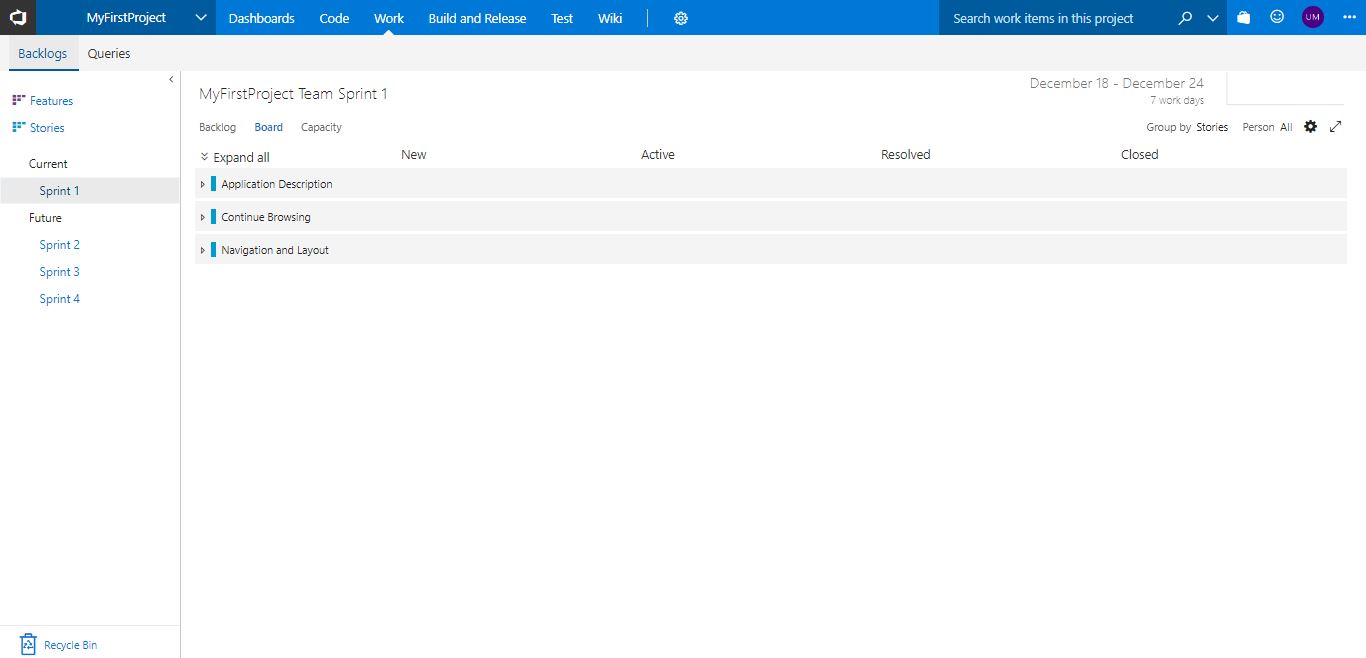 MyFirstProject Dashboards Code Work Build and Release Test Wiki Search work items in this project UM
Backlogs Queries
Features
Stories
Current
Sprint 1
Future
Sprint 2
Sprint 3
Sprint 4
Recycle Bin
MyFirstProject Team Sprint 1
December 18 - December 24
7 work days
Backlog Board Capacity
Group by Stories Person All
Expand all New Active Resolved Closed
Application Description
Continue Browsing
Navigation and Layout